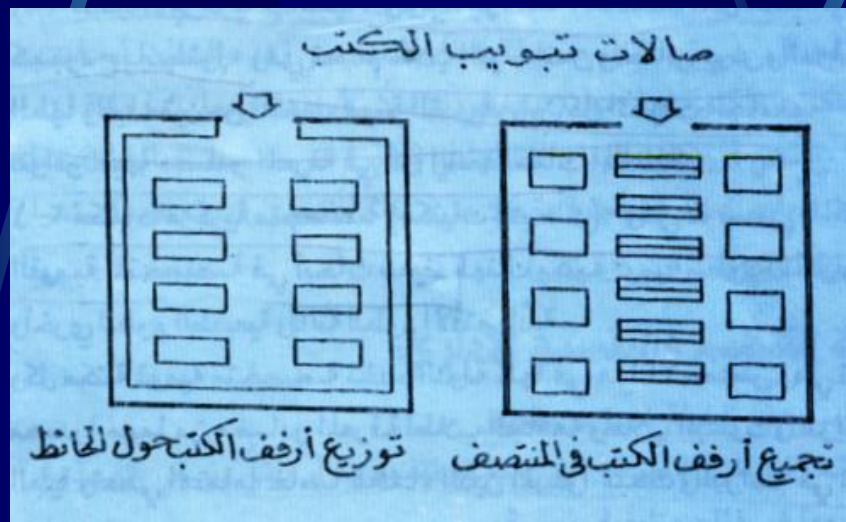 صالات تبويب الكتب
تجميع أرفف الكتب في المنتصف
توزيع أرفف الكتب حول الحائط